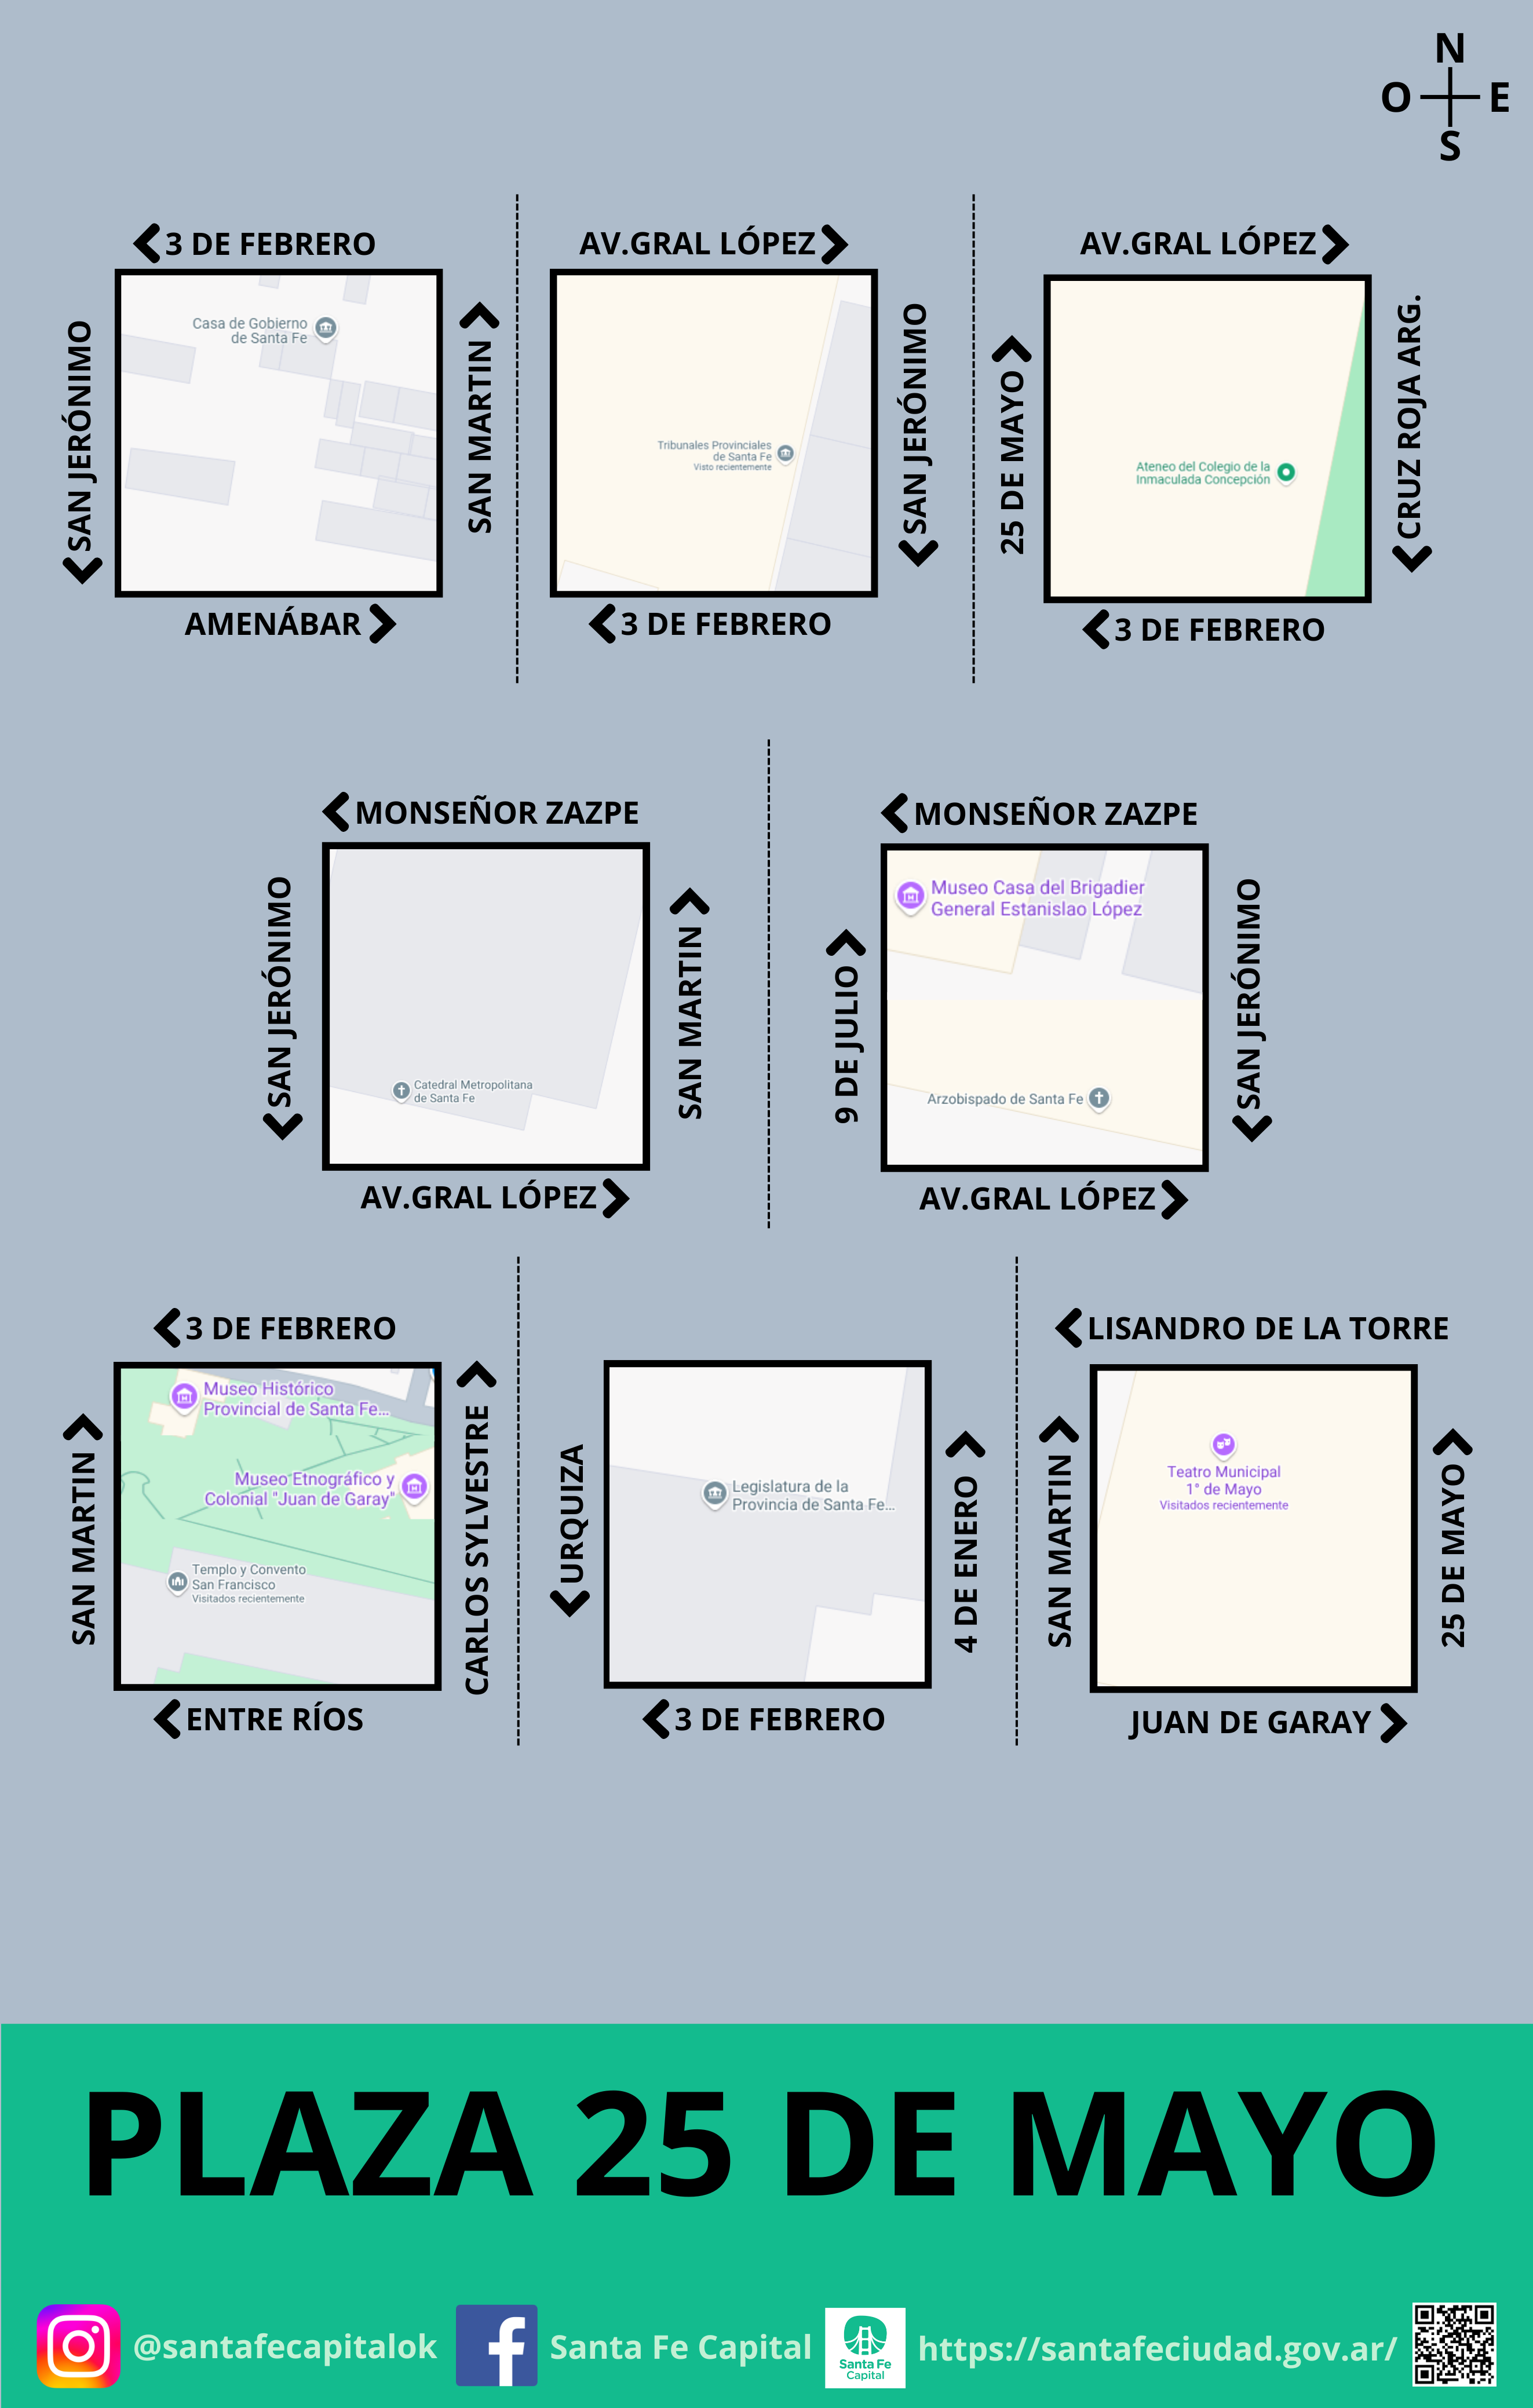 N
O E
S
3 DE FEBRERO
SAN JERÓNIMO
Casa de Gobierno
de Santa Fe
SAN MARTIN
AMENÁBAR
AV.GRAL LÓPEZ
Tribunales Provinciales
de Santa Fe
Visto recientemente
SAN JERÓNIMO
3 DE FEBRERO
AV.GRAL LÓPEZ
25 DE MAYO
Ateneo del Colegio de la
Inmaculada Concepción
CRUZ ROJA ARG.
3 DE FEBRERO
MONSEÑOR ZAZPE
SAN JERÓNIMO
Catedral Metropolitana
de Santa Fe
SAN MARTIN
AV.GRAL LÓPEZ
MONSEÑOR ZAZPE
9 DE JULIO
Museo Casa del Brigadier
General Estanislao López
Arzobispado de Santa Fe
SAN JERÓNIMO
AV.GRAL LÓPEZ
3 DE FEBRERO
SAN MARTIN
Museo Histórico
Provincial de Santa Fe...
Museo Etnográfico y
Colonial "Juan de Garay"
Templo y Convento
San Francisco
Visitados recientemente
CARLOS SYLVESTRE
ENTRE RÍOS
URQUIZA
Legislatura de la
Provincia de Santa Fe...
4 DE ENERO
3 DE FEBRERO
LISANDRO DE LA TORRE
SAN MARTIN
Teatro Municipal
1° de Mayo
Visitados recientemente
25 DE MAYO
JUAN DE GARAY
PLAZA 25 DE MAYO
@santafecapitalok
Santa Fe Capital
Santa Fe
Capital
https://santafeciudad.gov.ar/